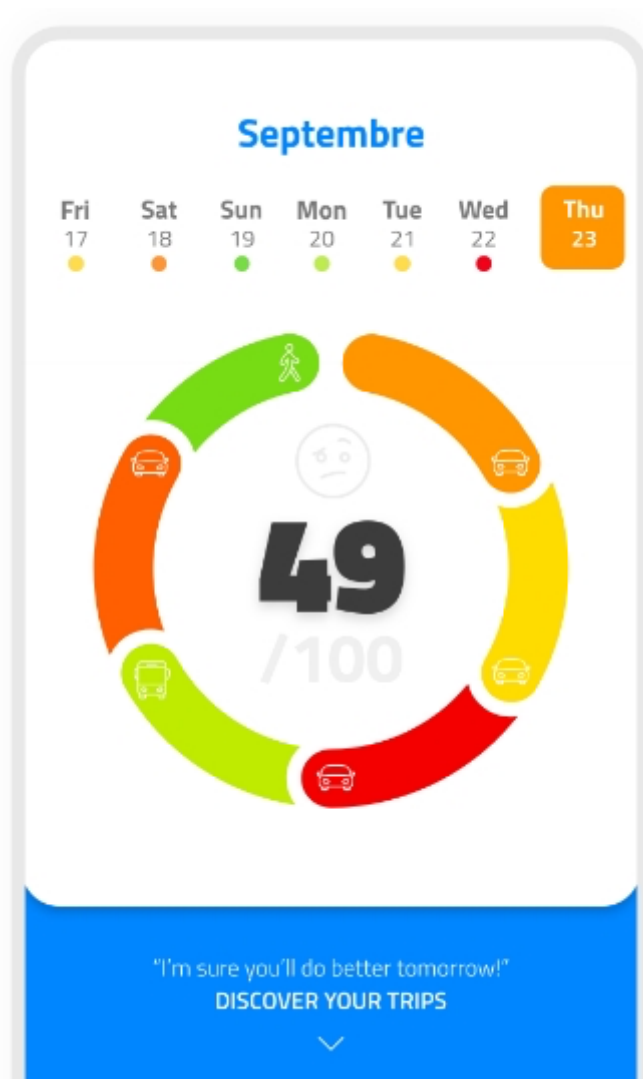 Septembre
Fri Sat Sun Mon Tue Wed Thu
17 18 19 20 21 22 23
49
/100
“I’m sure you’ll do better tomorrow!”
DISCOVER YOUR TRIPS